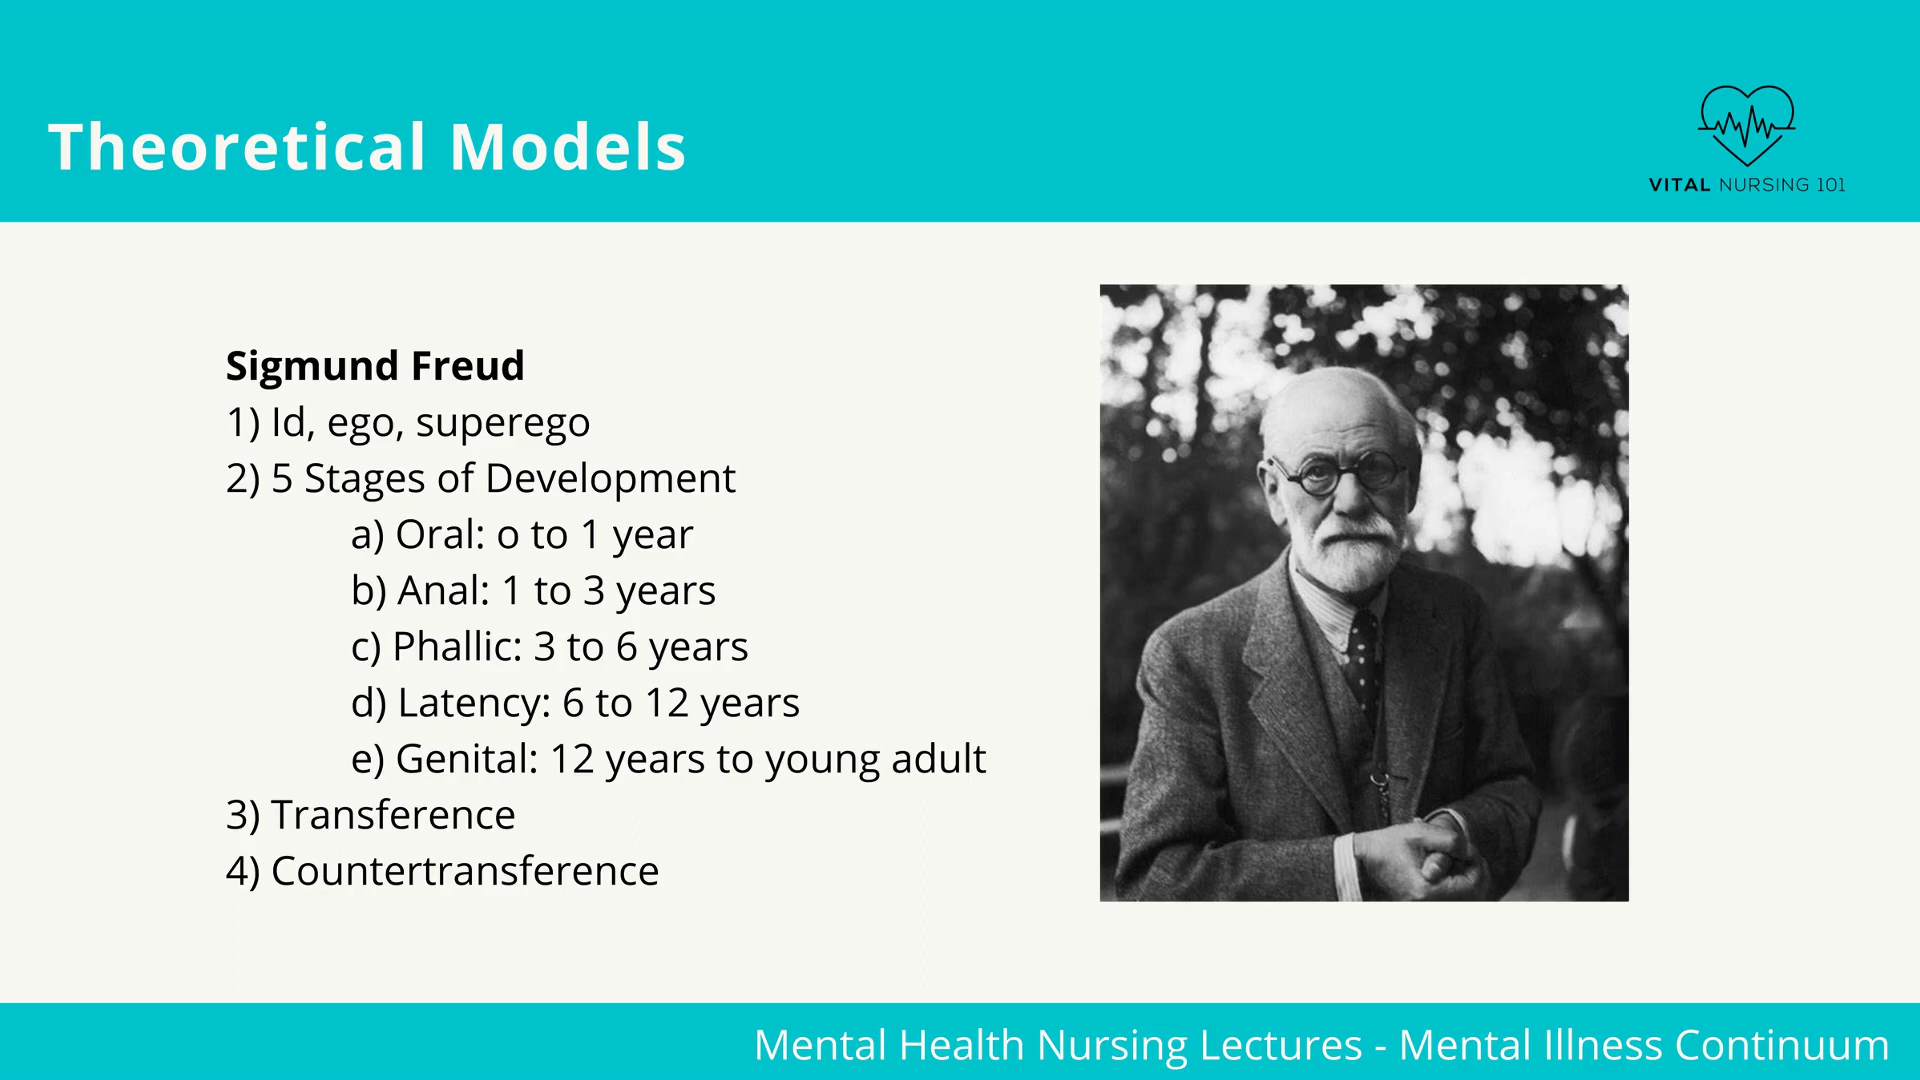 Theoretical Models
VITAL NURSING 101
Sigmund Freud
1) Id, ego, superego
2) 5 Stages of Development
a) Oral: o to 1 year
b) Anal: 1 to 3 years
c) Phallic: 3 to 6 years
d) Latency: 6 to 12 years
e) Genital: 12 years to young adult
3) Transference
4) Countertransference
Mental Health Nursing Lectures - Mental Illness Continuum